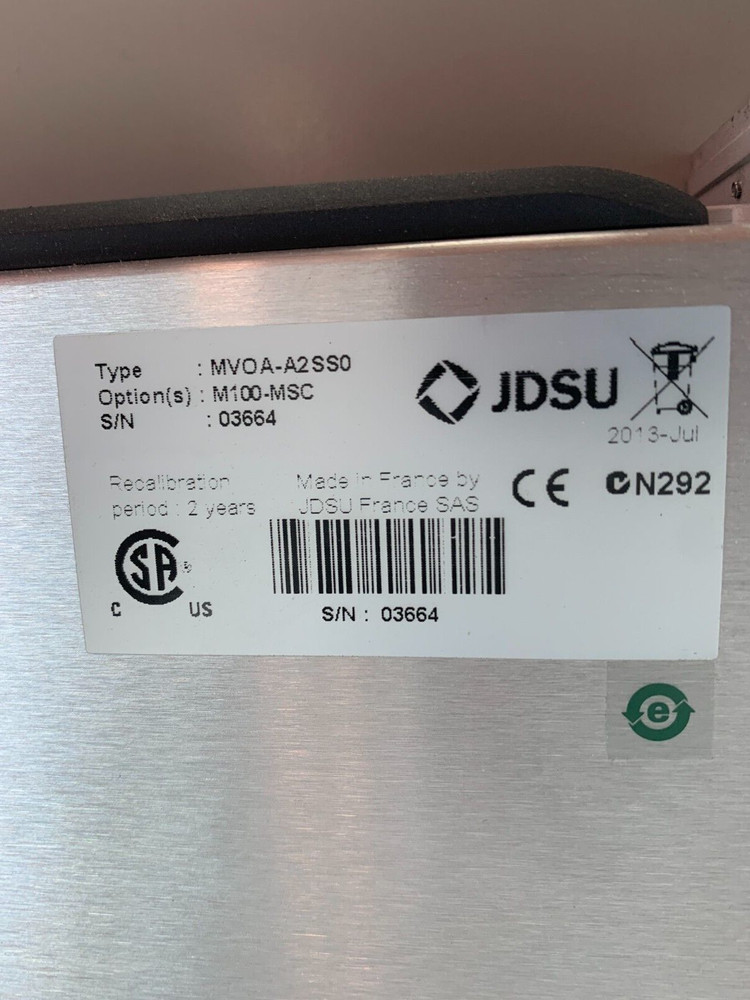 Type : MVOA-A2SS0
Option(s) : M100-MSC
S/N : 03664
JDSU
2013-Jul
Recalibration
period : 2 years
Made in France by
JDSU France SAS
CE
N292
SA
C US
S/N : 03664
e